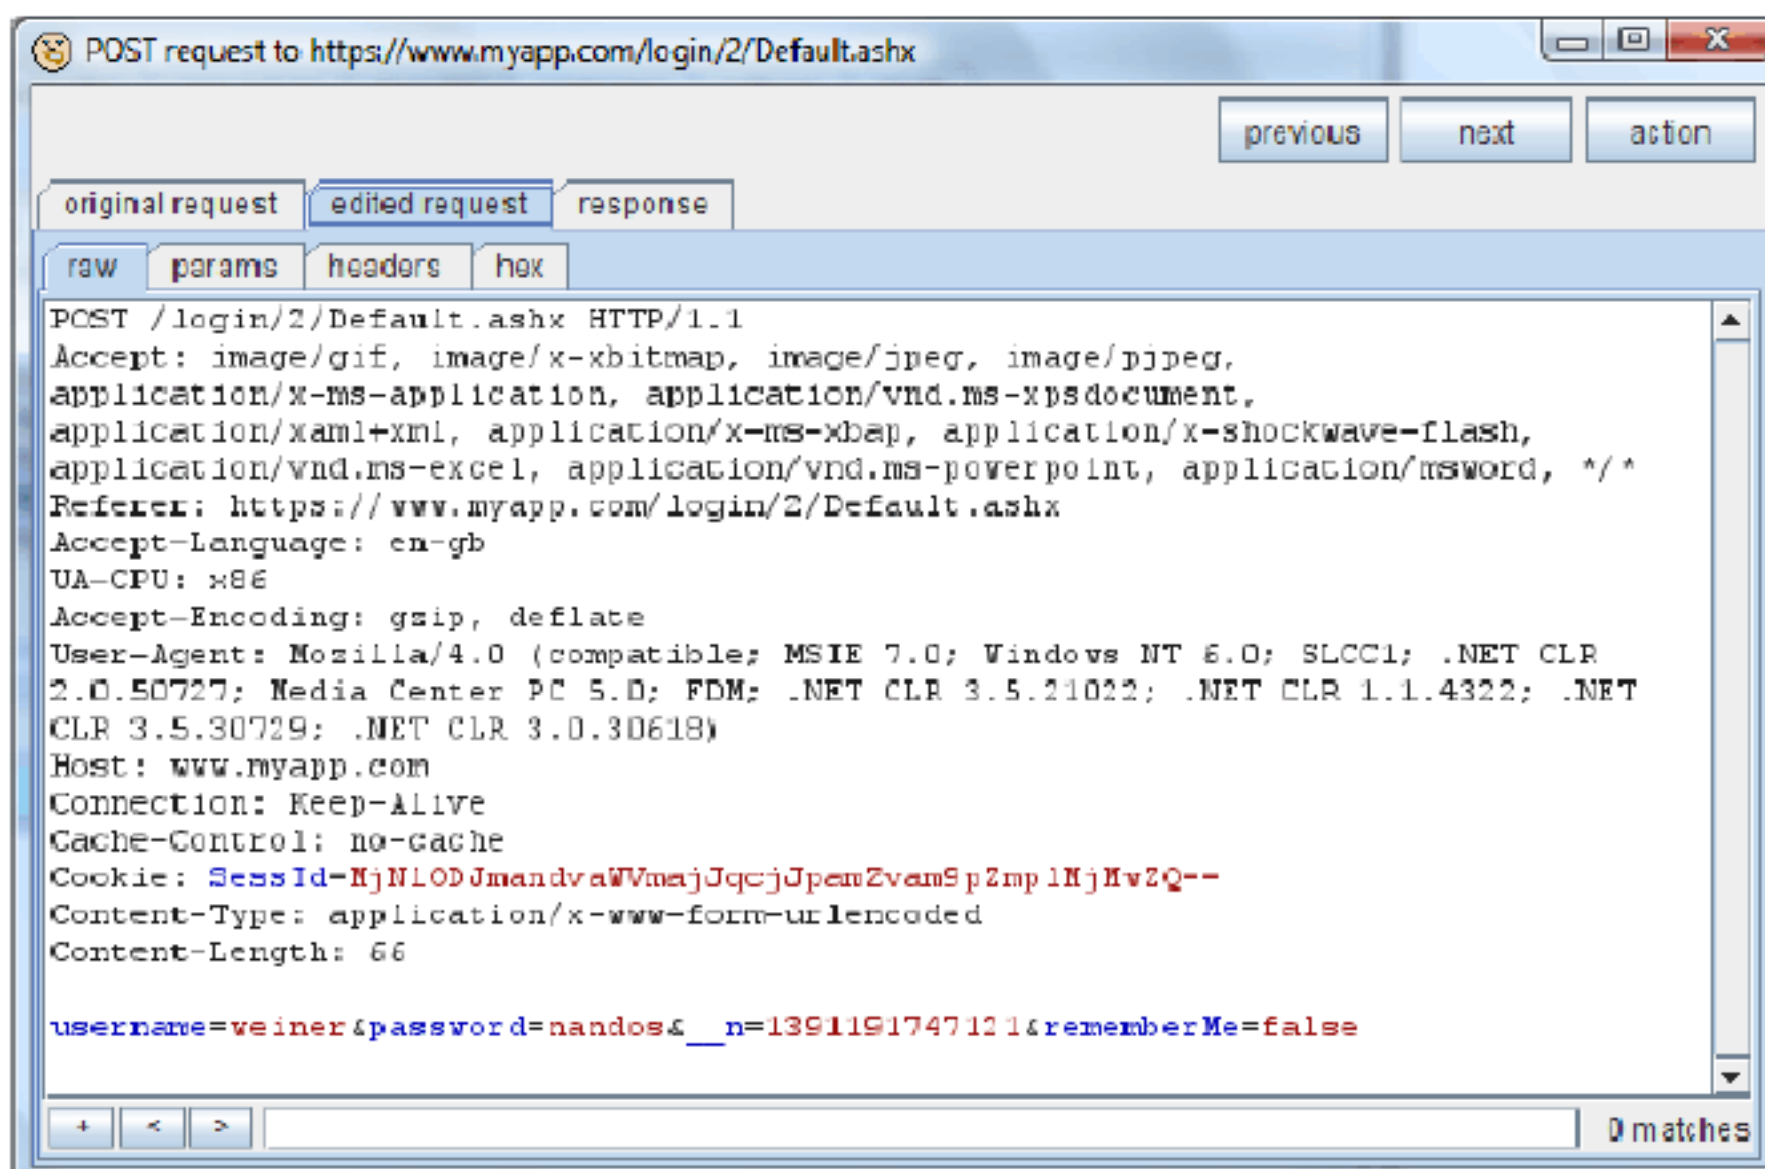 POST request to https://www.myapp.com/login/2/Default.ashx
previous next action
original request edited request response
raw params headers hex
POST /login/2/Default.ashx HTTP/1.1
Accept: image/gif, image/x-xbitmap, image/jpeg, image/pjpeg,
application/x-ms-application, application/vnd.ms-xpsdocument,
application/xaml+xml, application/x-ms-xbap, application/x-shockwave-flash,
application/vnd.ms-excel, application/vnd.ms-powerpoint, application/msword, */*
Referer: https://www.myapp.com/login/2/Default.ashx
Accept-Language: en-gb
UA-CPU: x86
Accept-Encoding: gzip, deflate
User-Agent: Mozilla/4.0 (compatible; MSIE 7.0; Windows NT 6.0; SLCC1; .NET CLR
2.0.50727; Media Center PC 5.0; FDM; .NET CLR 3.5.21022; .NET CLR 1.1.4322; .NET
CLR 3.5.30729; .NET CLR 3.0.30618)
Host: www.myapp.com
Connection: Keep-Alive
Cache-Control: no-cache
Cookie: SessId=
Content-Type: application/x-www-form-urlencoded
Content-Length: 66
username=weiner&password=nandos&__n=1391191747121&rememberMe=false
+ < > 0 matches